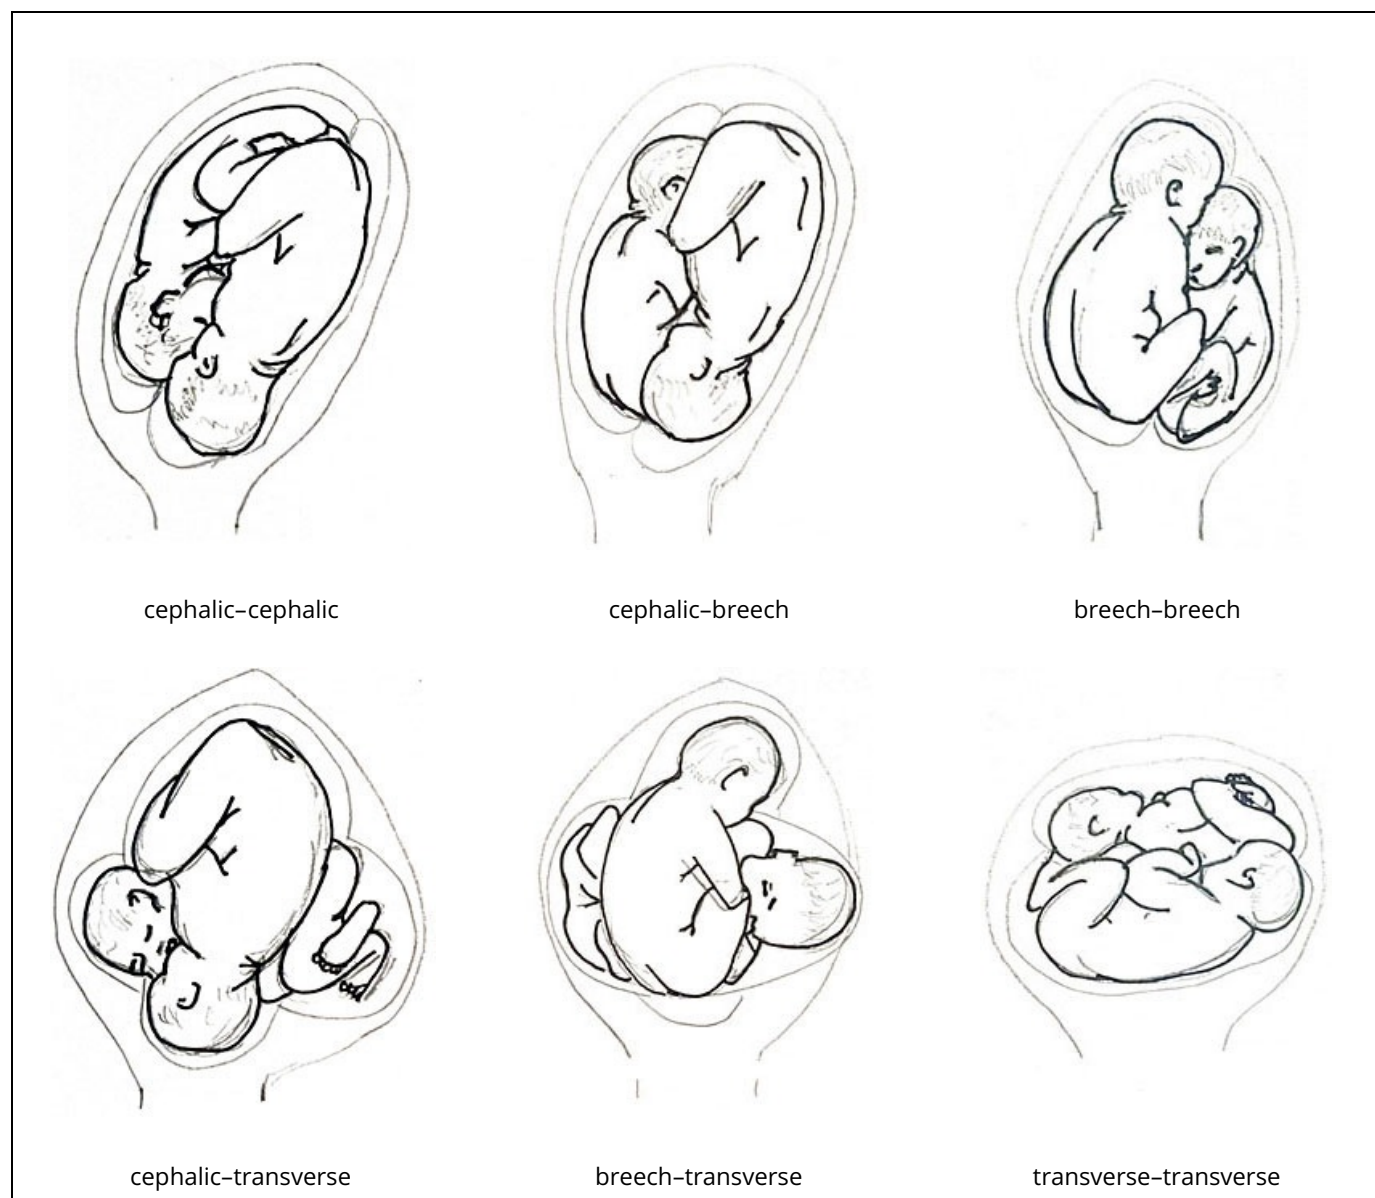 cephalic–cephalic
cephalic–breech
breech–breech
cephalic–transverse
breech–transverse
transverse–transverse